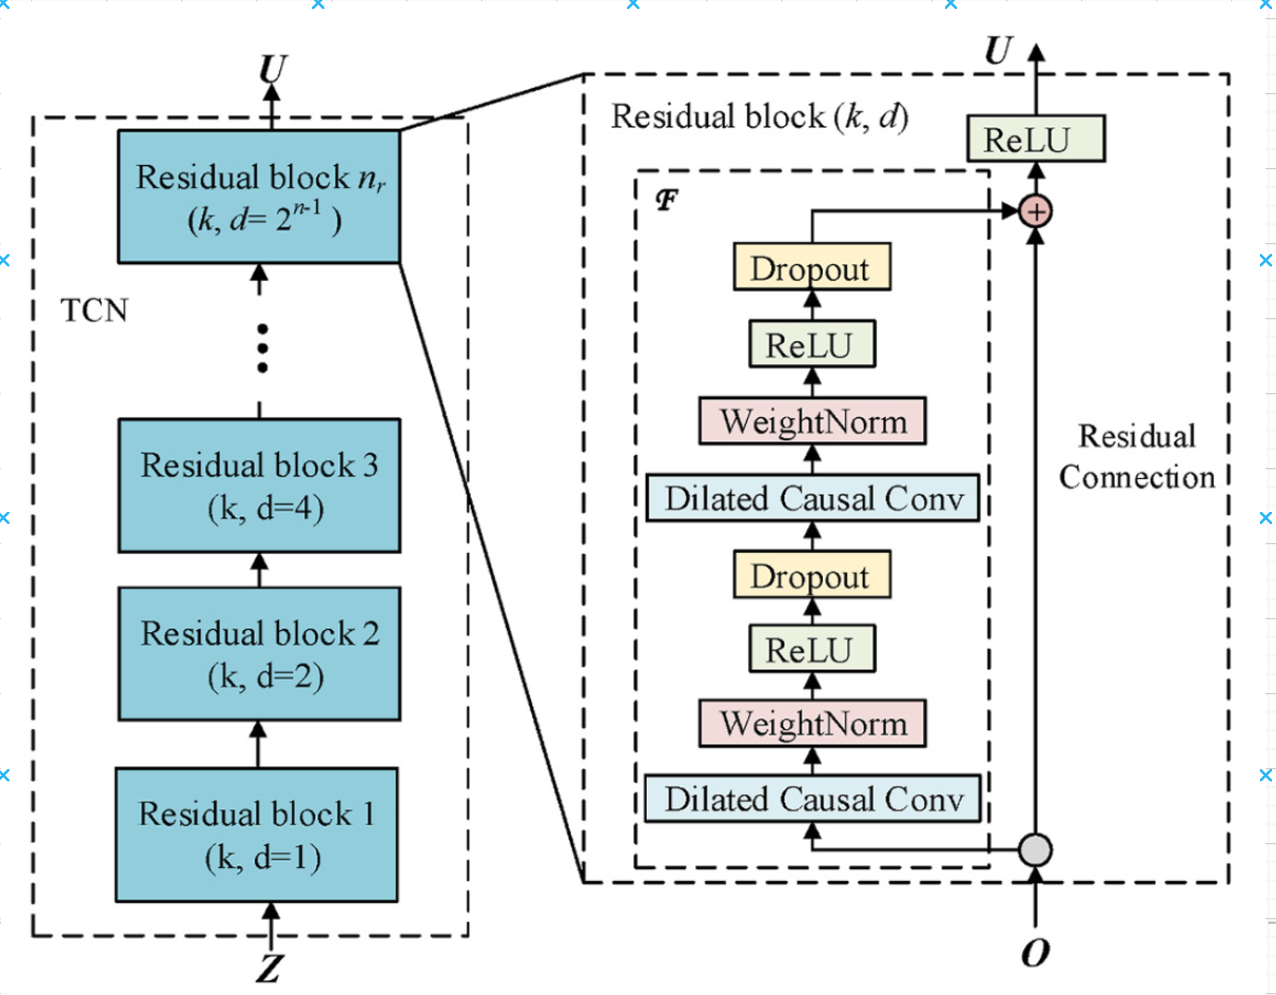 U
Residual block nᵣ
(k, d= 2ⁿ⁻¹ )
TCN
Residual block 3
(k, d=4)
Residual block 2
(k, d=2)
Residual block 1
(k, d=1)
Z
U
Residual block (k, d)
ReLU
ℱ
+
Dropout
ReLU
WeightNorm
Dilated Causal Conv
Dropout
ReLU
WeightNorm
Dilated Causal Conv
Residual
Connection
O